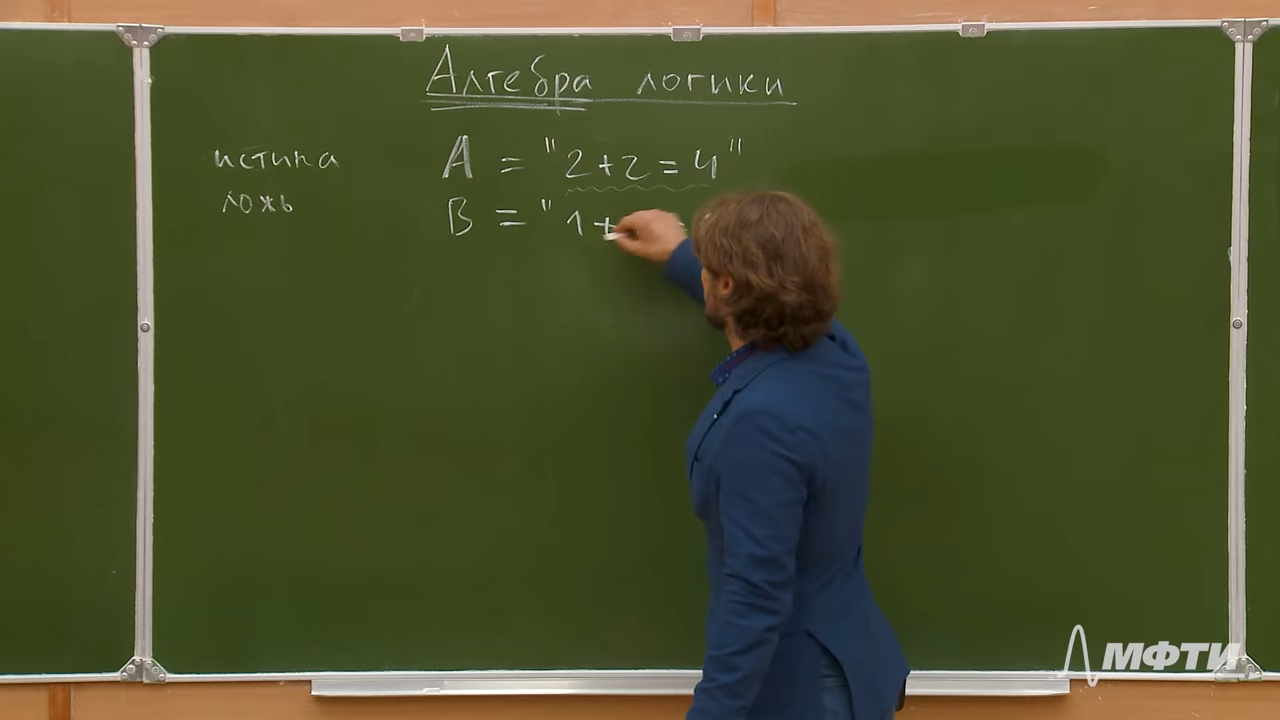 Алгебра логики
истина A = "2+2=4"
ложь B = "1+
МФТИ